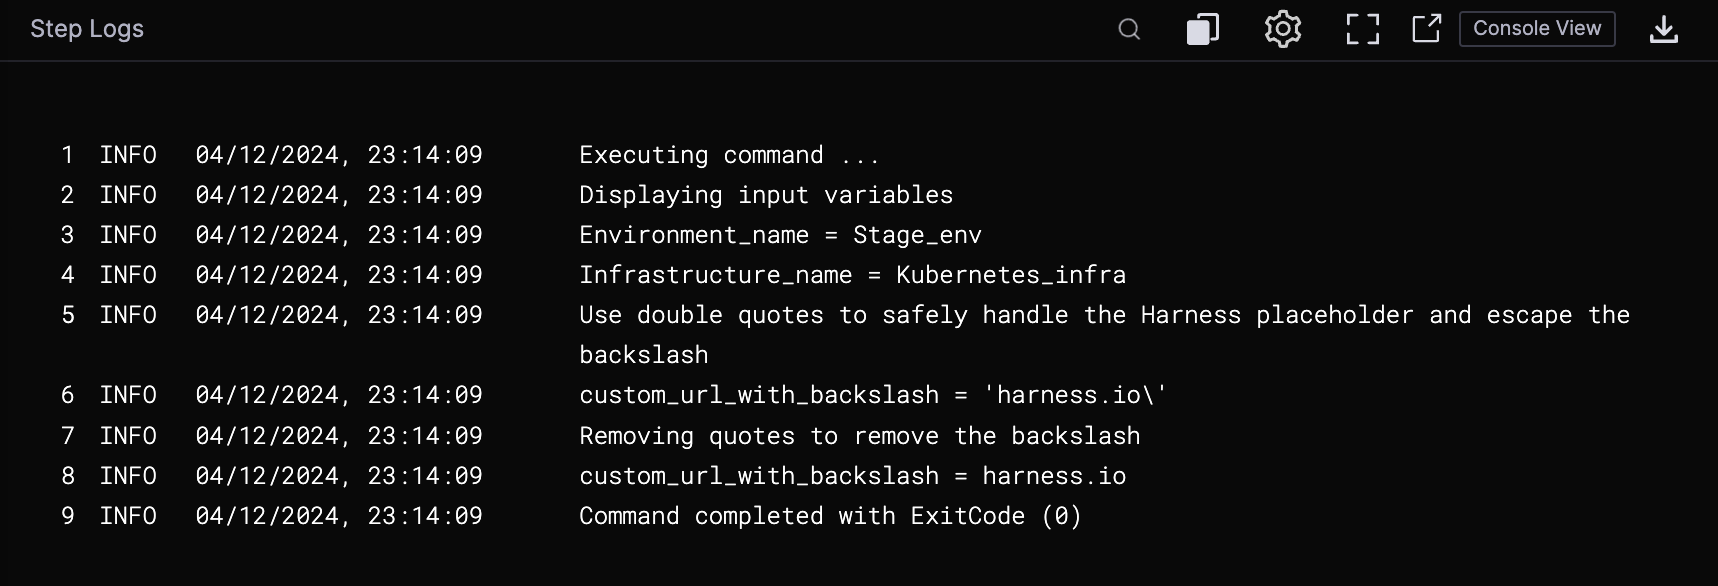 Step Logs
Console View
1 INFO 04/12/2024, 23:14:09 Executing command ...
2 INFO 04/12/2024, 23:14:09 Displaying input variables
3 INFO 04/12/2024, 23:14:09 Environment_name = Stage_env
4 INFO 04/12/2024, 23:14:09 Infrastructure_name = Kubernetes_infra
5 INFO 04/12/2024, 23:14:09 Use double quotes to safely handle the Harness placeholder and escape the
backslash
6 INFO 04/12/2024, 23:14:09 custom_url_with_backslash = 'harness.io\'
7 INFO 04/12/2024, 23:14:09 Removing quotes to remove the backslash
8 INFO 04/12/2024, 23:14:09 custom_url_with_backslash = harness.io
9 INFO 04/12/2024, 23:14:09 Command completed with ExitCode (0)